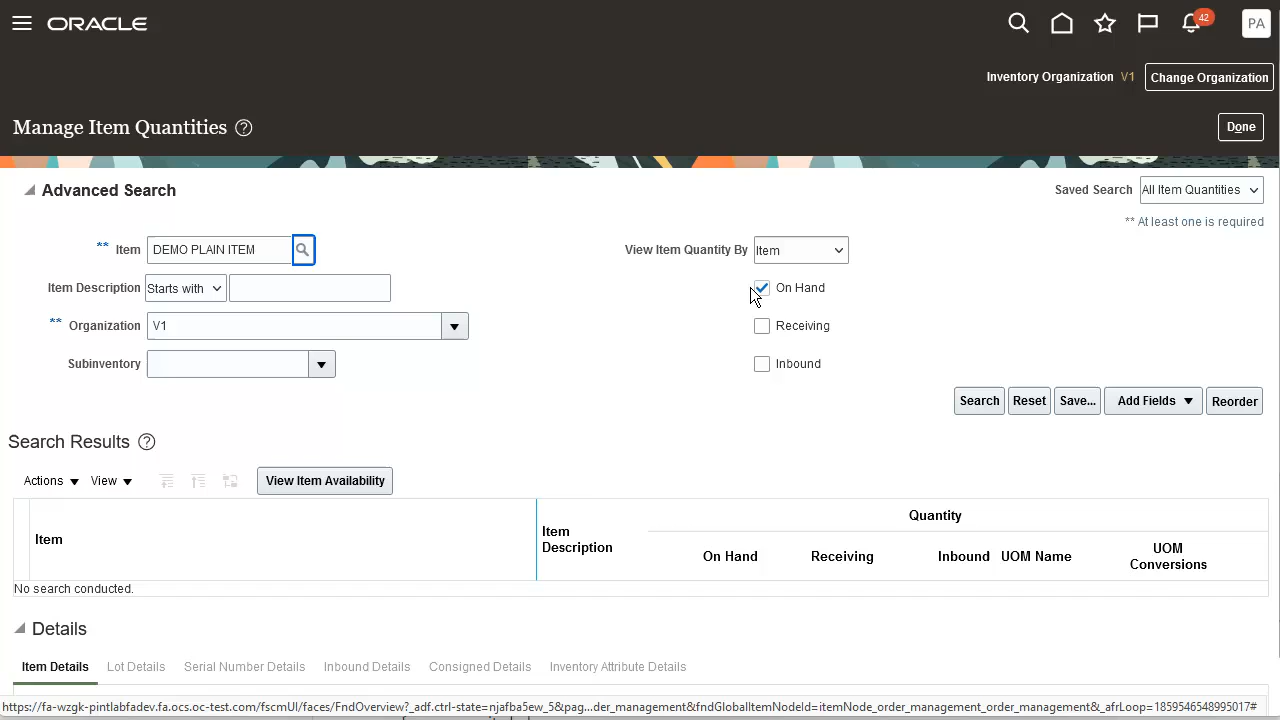 ORACLE
42
PA
Inventory Organization V1 Change Organization
Manage Item Quantities ?
Done
Advanced Search
Saved Search All Item Quantities
** At least one is required
** Item DEMO PLAIN ITEM
View Item Quantity By Item
Item Description Starts with
On Hand
** Organization V1
Receiving
Subinventory
Inbound
Search Reset Save... Add Fields Reorder
Search Results ?
Actions View View Item Availability
Item
Item Description
Quantity
On Hand Receiving Inbound UOM Name UOM Conversions
No search conducted.
Details
Item Details Lot Details Serial Number Details Inbound Details Consigned Details Inventory Attribute Details
https://fa-wzgk-pintlabfadev.fa.ocs.oc-test.com/fscmUI/faces/FndOverview?_adf.ctrl-state=njafba5ew_5&pag...der_management&fndGlobalItemNodeId=itemNode_order_management_order_management&_afrLoop=1859546548995017#